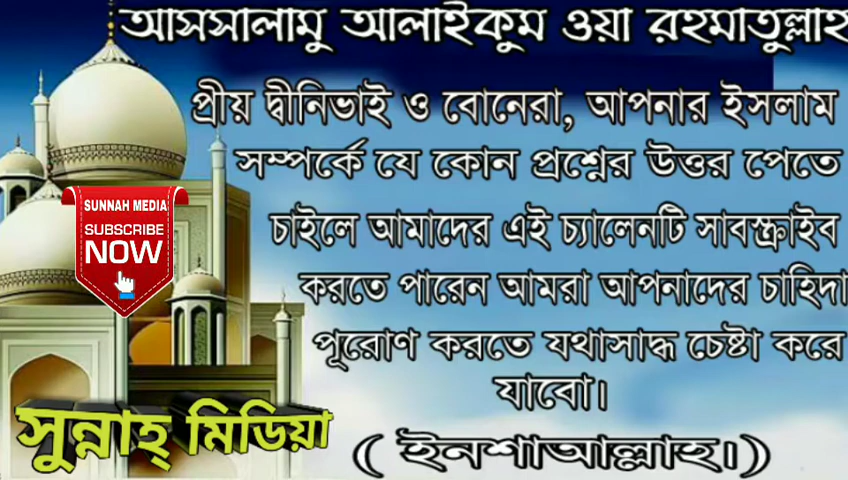 আসসালামু আলাইকুম ওয়া রহমাতুল্লাহ
প্রীয় দ্বীনিভাই ও বোনেরা, আপনার ইসলাম
সম্পর্কে যে কোন প্রশ্নের উত্তর পেতে
চাইলে আমাদের এই চ্যালেনটি সাবস্ক্রাইব
করতে পারেন আমরা আপনাদের চাহিদা
পূরোণ করতে যথাসাদ্ধ চেষ্টা করে
যাবো।
( ইনশাআল্লাহ।)
SUNNAH MEDIA
SUBSCRIBE
NOW
সুন্নাহ্ মিডিয়া